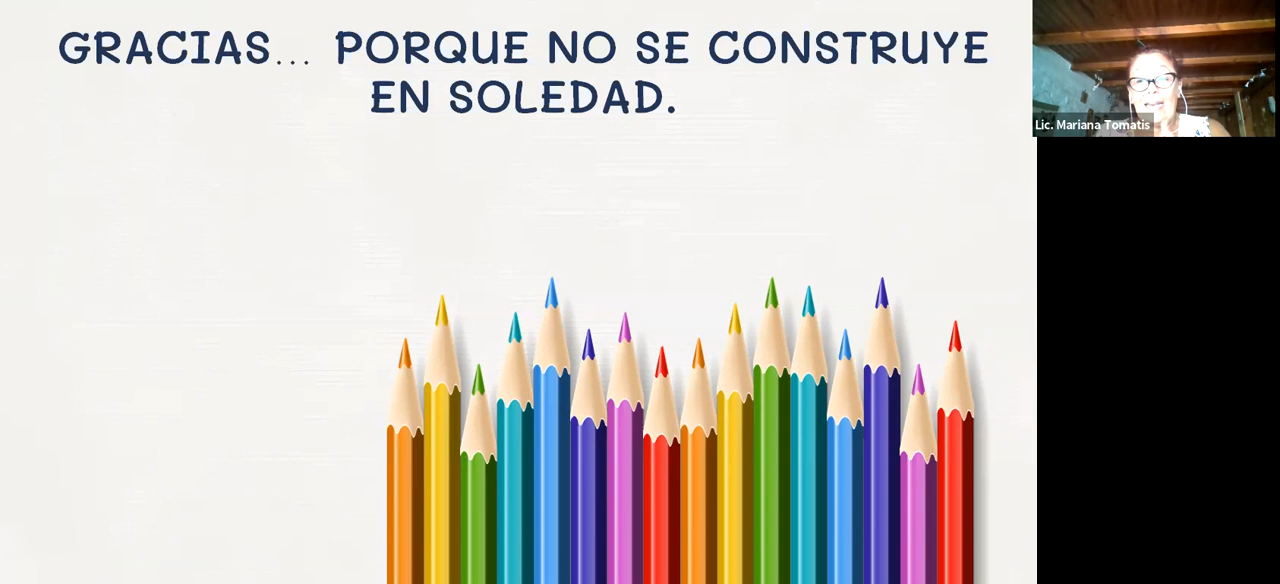 GRACIAS... PORQUE NO SE CONSTRUYE
EN SOLEDAD.
Lic. Mariana Tomatis